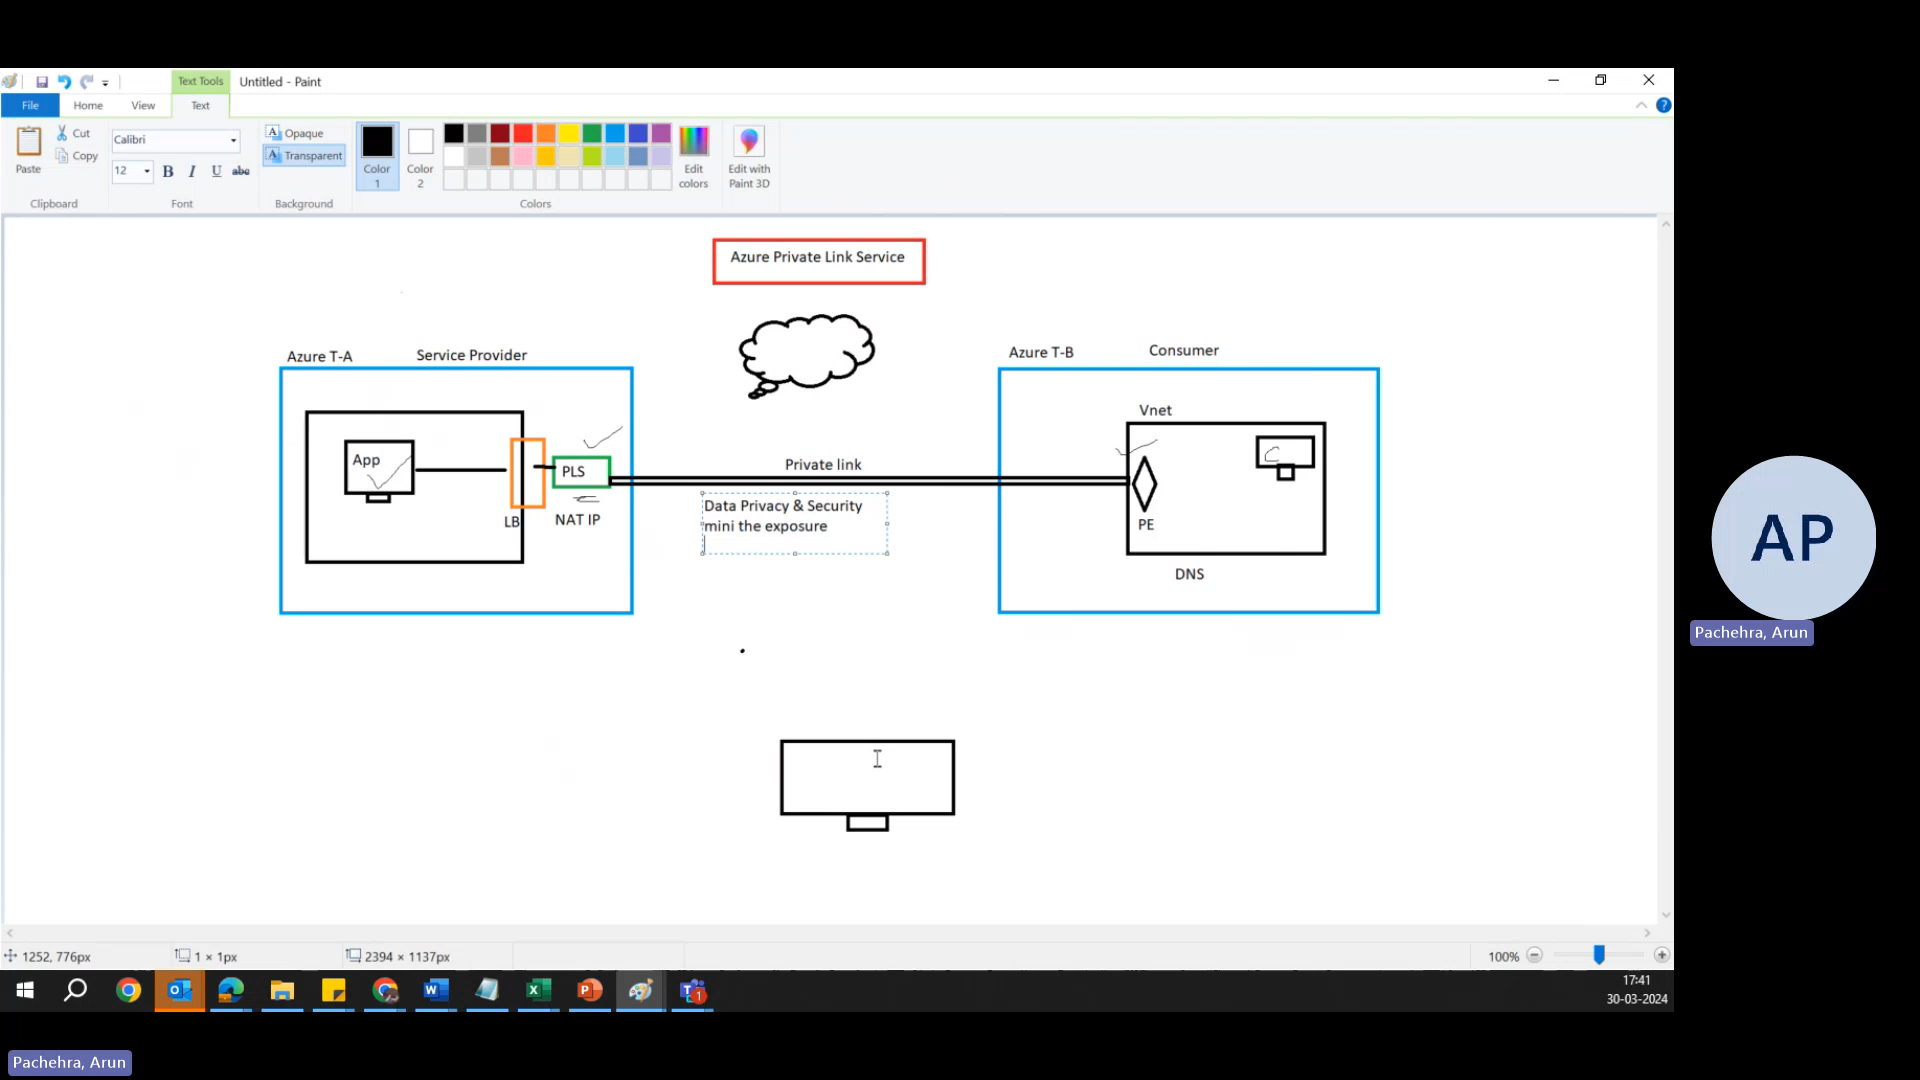 Text Tools
Untitled - Paint
File
Home
View
Text
Paste
Cut
Copy
Clipboard
Calibri
12
B
I
U
abc
Font
Opaque
Transparent
Background
Color
1
Color
2
Edit
colors
Edit with
Paint 3D
Colors
Azure Private Link Service
Azure T-A
Service Provider
Azure T-B
Consumer
Vnet
App
PLS
LB
NAT IP
Private link
Data Privacy & Security
mini the exposure
C
PE
DNS
1252, 776px
1 × 1px
2394 × 1137px
100%
17:41
30-03-2024
AP
Pachehra, Arun
Pachehra, Arun